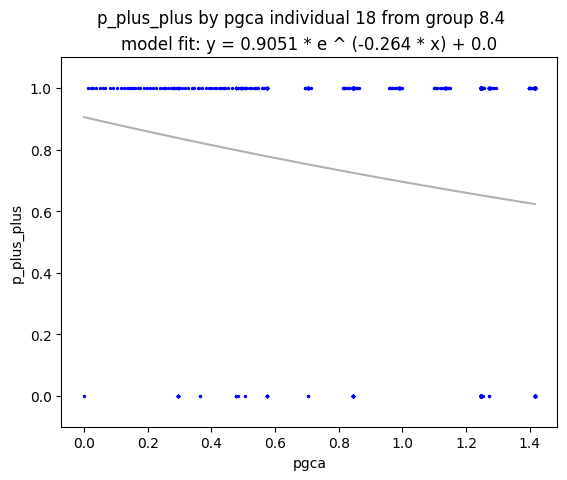 p_plus_plus by pgca individual 18 from group 8.4
model fit: y = 0.9051 * e ^ (-0.264 * x) + 0.0
1.0
0.8
0.6
0.4
0.2
0.0
p_plus_plus
0.0 0.2 0.4 0.6 0.8 1.0 1.2 1.4
pgca